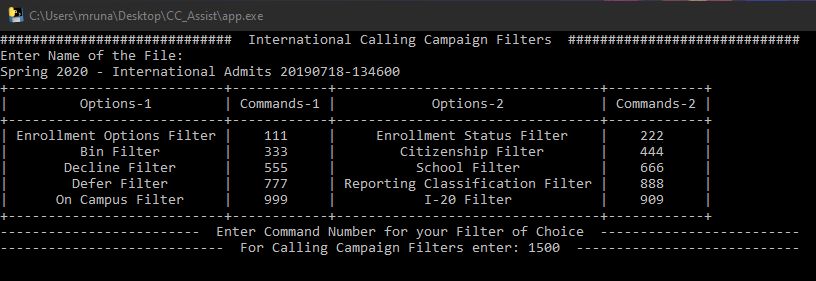 C:\Users\mruna\Desktop\CC_Assist\app.exe
############################# International Calling Campaign Filters #############################
Enter Name of the File:
Spring 2020 - International Admits 20190718-134600
+---------------------------+------------+----------------------------------+------------+
| Options-1 | Commands-1 | Options-2 | Commands-2 |
+---------------------------+------------+----------------------------------+------------+
| Enrollment Options Filter | 111 | Enrollment Status Filter | 222 |
| Bin Filter | 333 | Citizenship Filter | 444 |
| Decline Filter | 555 | School Filter | 666 |
| Defer Filter | 777 | Reporting Classification Filter | 888 |
| On Campus Filter | 999 | I-20 Filter | 909 |
+---------------------------+------------+----------------------------------+------------+
------------------------- Enter Command Number for your Filter of Choice -------------------------
---------------------------- For Calling Campaign Filters enter: 1500 ----------------------------